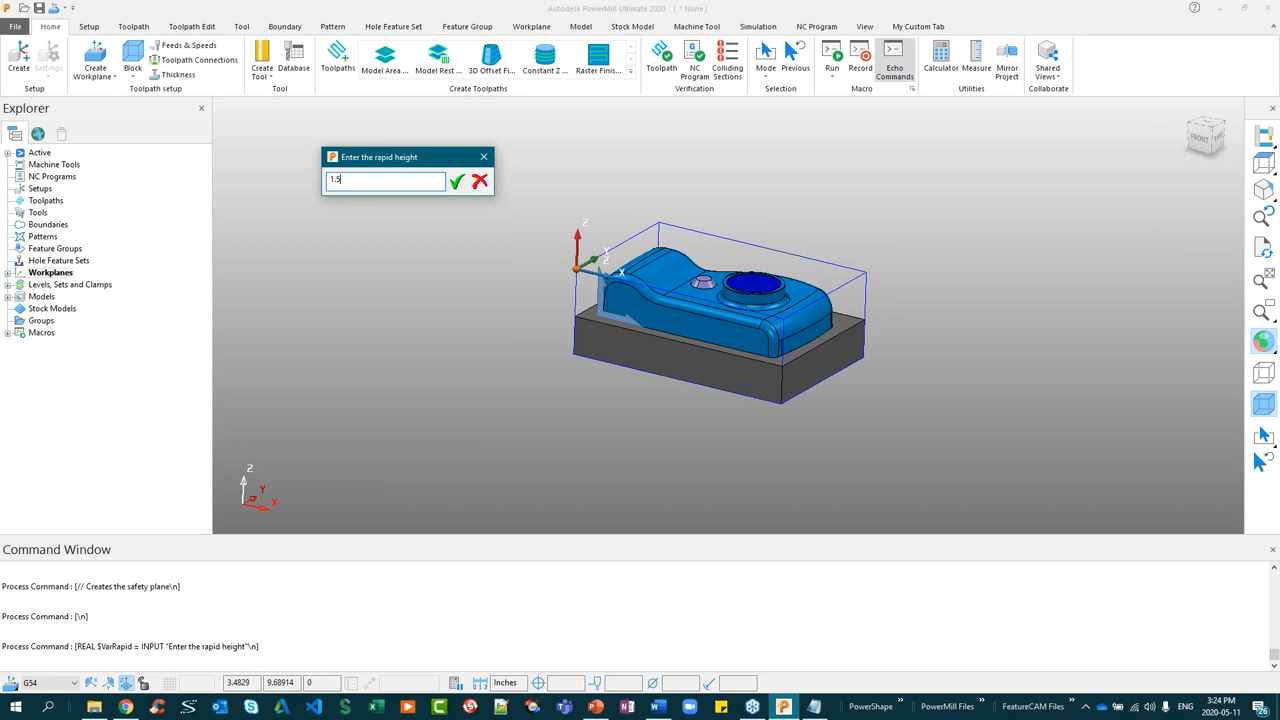 Autodesk PowerMill Ultimate 2020 - [ * None ]
File Home Setup Toolpath Toolpath Edit Tool Boundary Pattern Hole Feature Set Feature Group Workplane Model Stock Model Machine Tool Simulation NC Program View My Custom Tab
Create
Settings
Setup
Create Workplane
Block
Feeds & Speeds
Toolpath Connections
Thickness
Toolpath setup
Create Tool
Database
Tool
Toolpaths
Model Area ...
Model Rest ...
3D Offset Fi...
Constant Z ...
Raster Finis...
Create Toolpaths
Toolpath
NC Program
Colliding Sections
Verification
Mode
Previous
Selection
Run
Record
Echo Commands
Macro
Calculator
Measure
Mirror Project
Utilities
Shared Views
Collaborate
Explorer
Active
Machine Tools
NC Programs
Setups
Toolpaths
Tools
Boundaries
Patterns
Feature Groups
Hole Feature Sets
Workplanes
Levels, Sets and Clamps
Models
Stock Models
Groups
Macros
Enter the rapid height
1.5
Z
Y
Z
X
FRONT
Z
Y
X
Command Window
Process Command : [// Creates the safety plane\n]
Process Command : [\n]
Process Command : [REAL $VarRapid = INPUT "Enter the rapid height"\n]
G54 3.4829 9.68914 0 Inches
PowerShape PowerMill Files FeatureCAM Files ENG 3:24 PM
2020-05-11
26